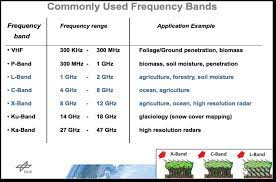 Commonly Used Frequency Bands
Frequency band Frequency range Application Example
• VHF 300 KHz - 300 MHz Foliage/Ground penetration, biomass
• P-Band 300 MHz - 1 GHz biomass, soil moisture, penetration
• L-Band 1 GHz - 2 GHz agriculture, forestry, soil moisture
• C-Band 4 GHz - 8 GHz ocean, agriculture
• X-Band 8 GHz - 12 GHz agriculture, ocean, high resolution radar
• Ku-Band 14 GHz - 18 GHz glaciology (snow cover mapping)
• Ka-Band 27 GHz - 47 GHz high resolution radars
DLR
X-Band C-Band L-Band